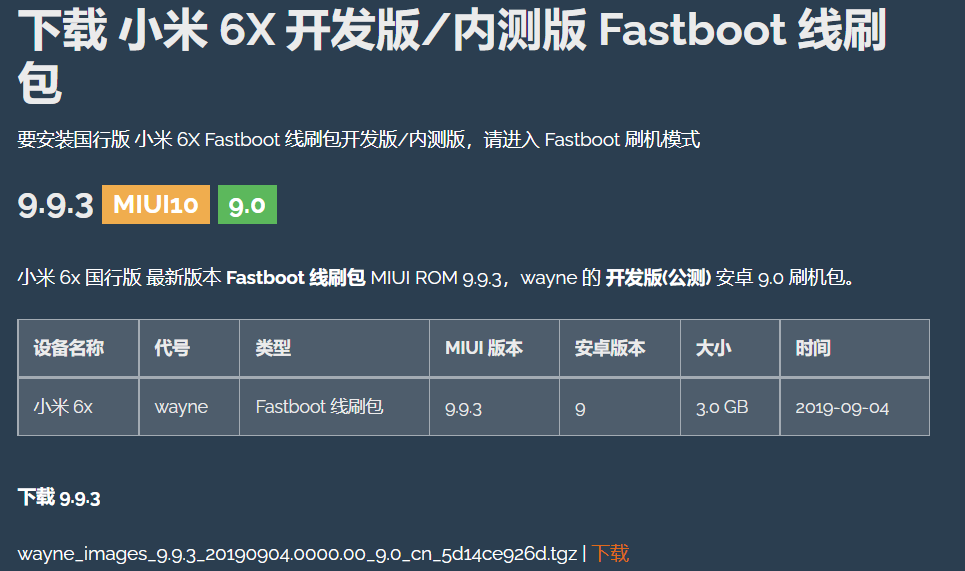 下载 小米 6X 开发版/内测版 Fastboot 线刷
包
要安装国行版 小米 6X Fastboot 线刷包开发版/内测版，请进入 Fastboot 刷机模式
9.9.3 MIUI10 9.0
小米 6x 国行版 最新版本 Fastboot 线刷包 MIUI ROM 9.9.3，wayne 的 开发版(公测) 安卓 9.0 刷机包。
设备名称 代号 类型 MIUI 版本 安卓版本 大小 时间
小米 6x wayne Fastboot 线刷包 9.9.3 9 3.0 GB 2019-09-04
下载 9.9.3
wayne_images_9.9.3_20190904.0000.00_9.0_cn_5d14ce926d.tgz | 下载